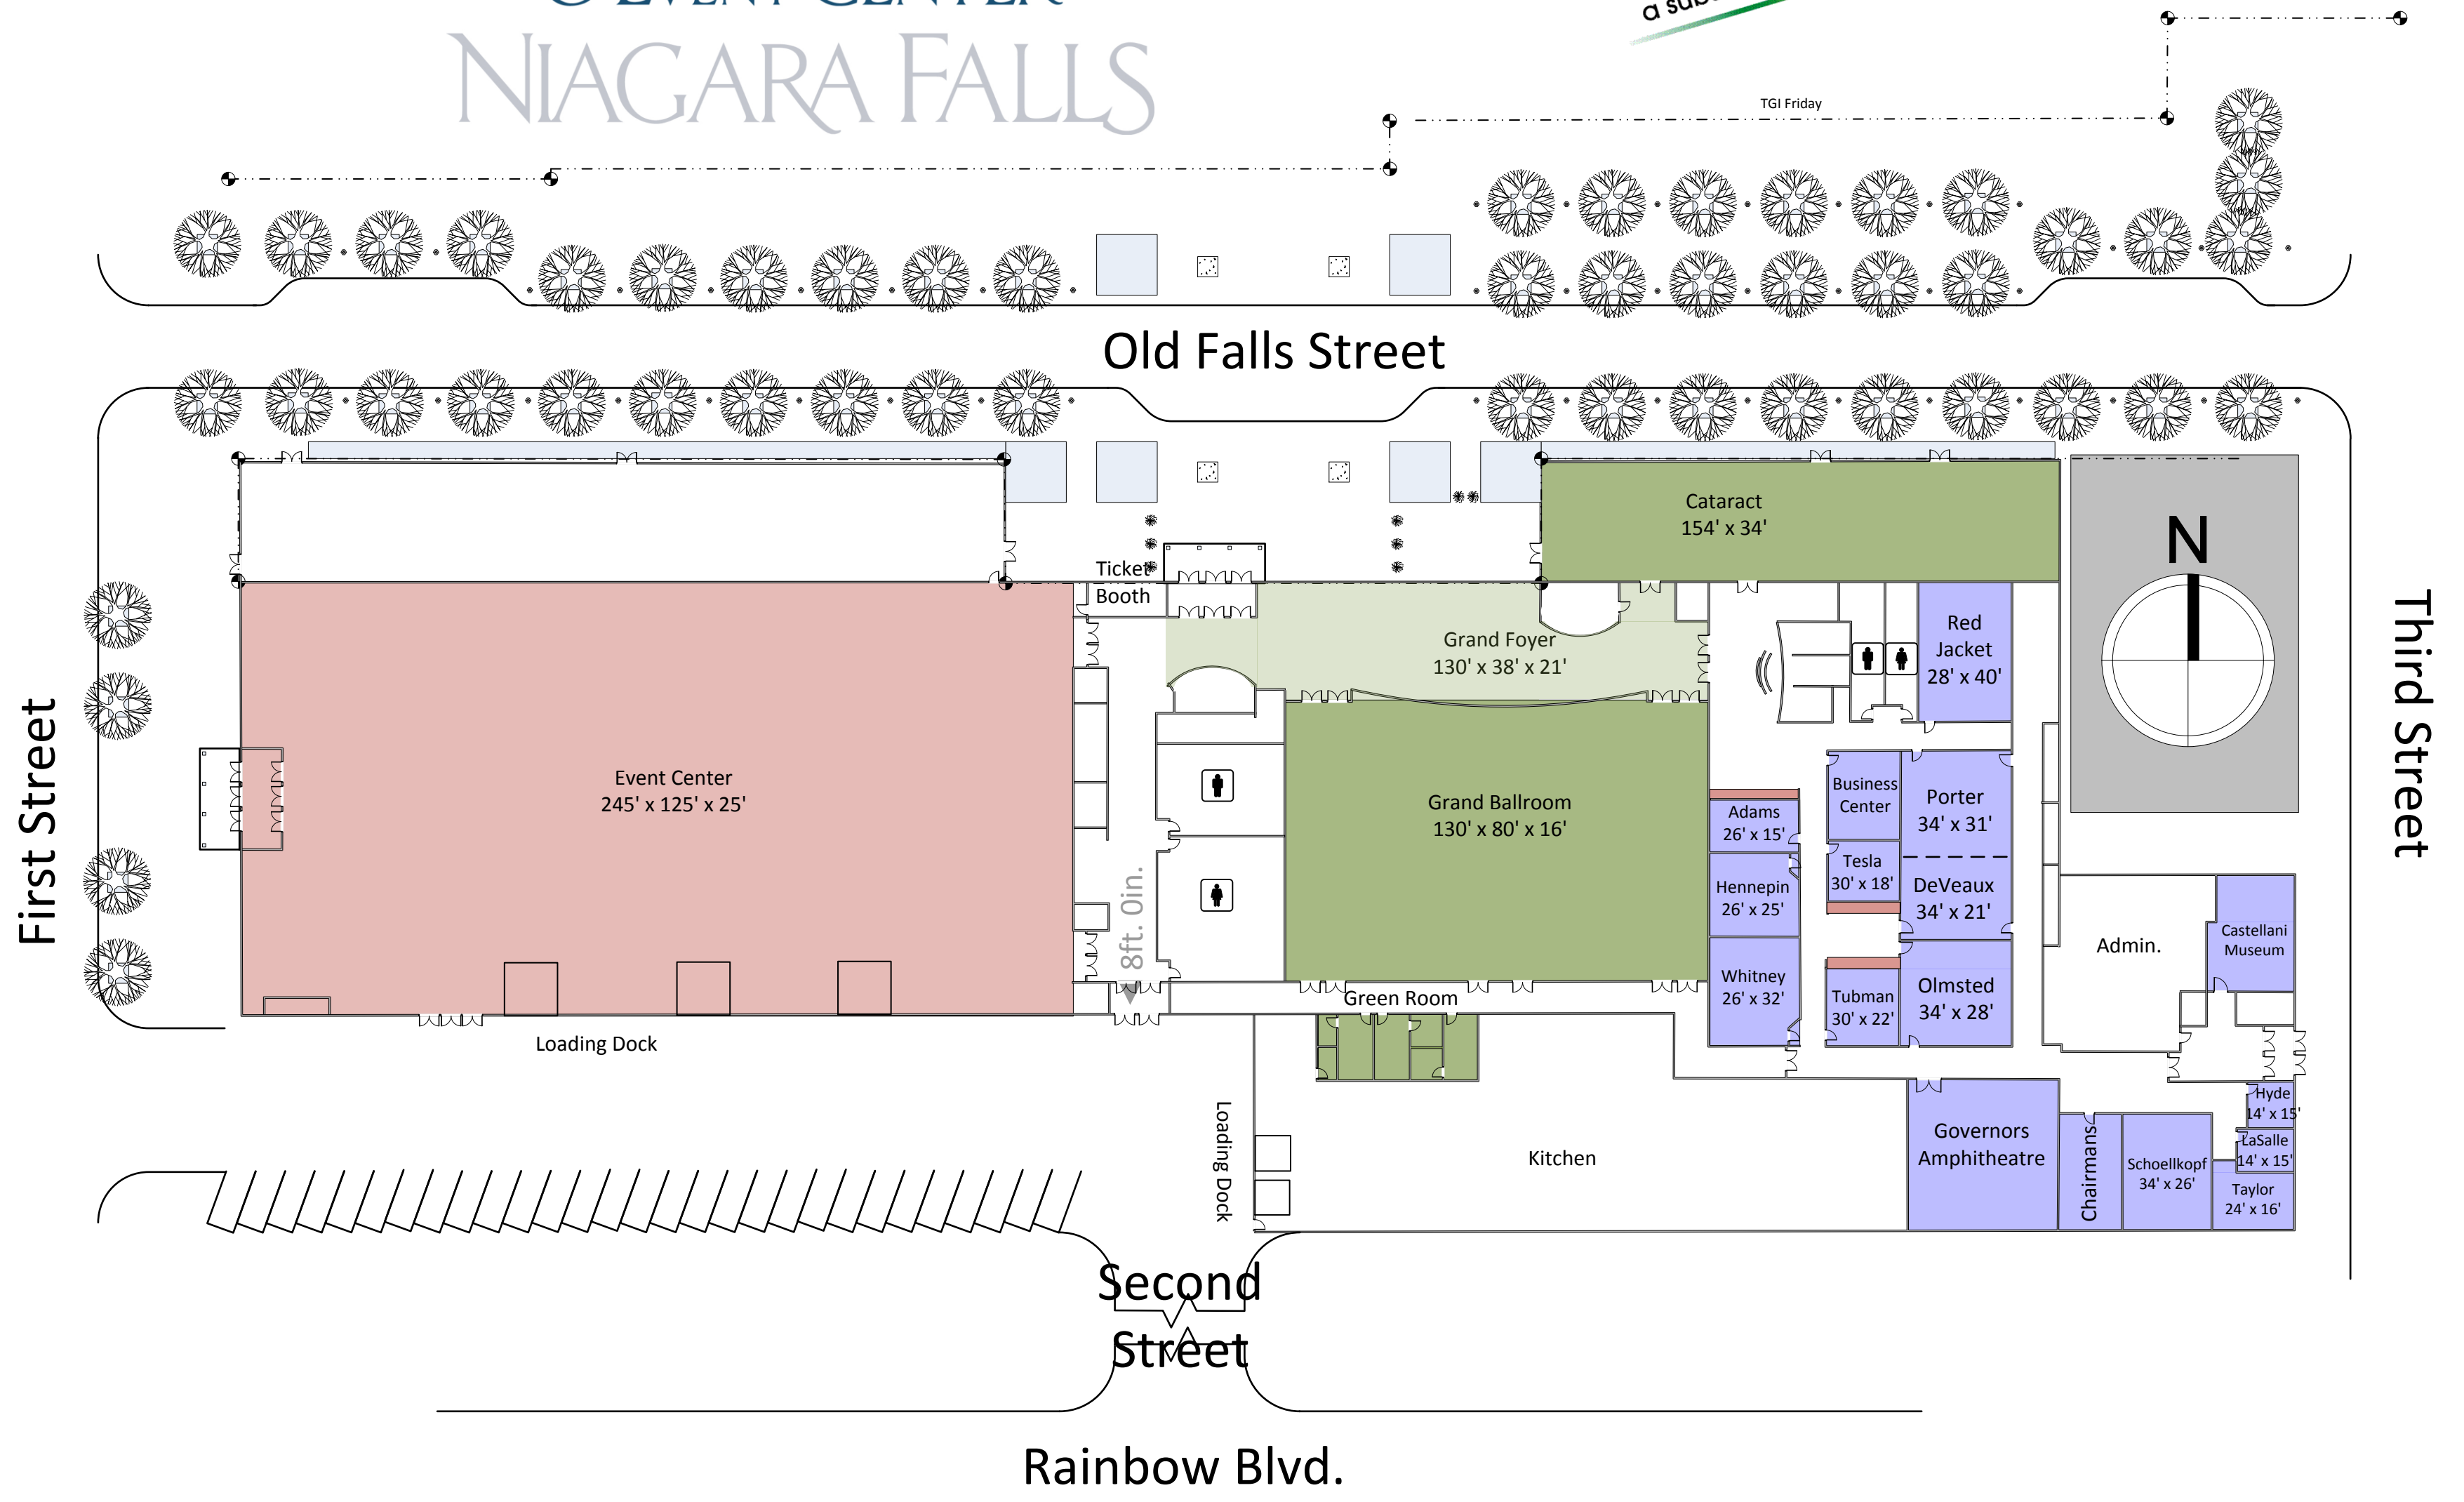 & EVENT CENTER
NIAGARA FALLS
a sub
TGI Friday
Old Falls Street
First Street
Third Street
N
Cataract
154' x 34'
Ticket
Booth
Grand Foyer
130' x 38' x 21'
Red
Jacket
28' x 40'
Event Center
245' x 125' x 25'
Grand Ballroom
130' x 80' x 16'
Business
Center
Porter
34' x 31'
Adams
26' x 15'
Tesla
30' x 18'
DeVeaux
34' x 21'
Hennepin
26' x 25'
8ft. 0in.
Whitney
26' x 32'
Tubman
30' x 22'
Olmsted
34' x 28'
Admin.
Castellani
Museum
Green Room
Loading Dock
Loading Dock
Kitchen
Governors
Amphitheatre
Chairmans
Schoellkopf
34' x 26'
Hyde
14' x 15'
LaSalle
14' x 15'
Taylor
24' x 16'
Second
Street
Rainbow Blvd.